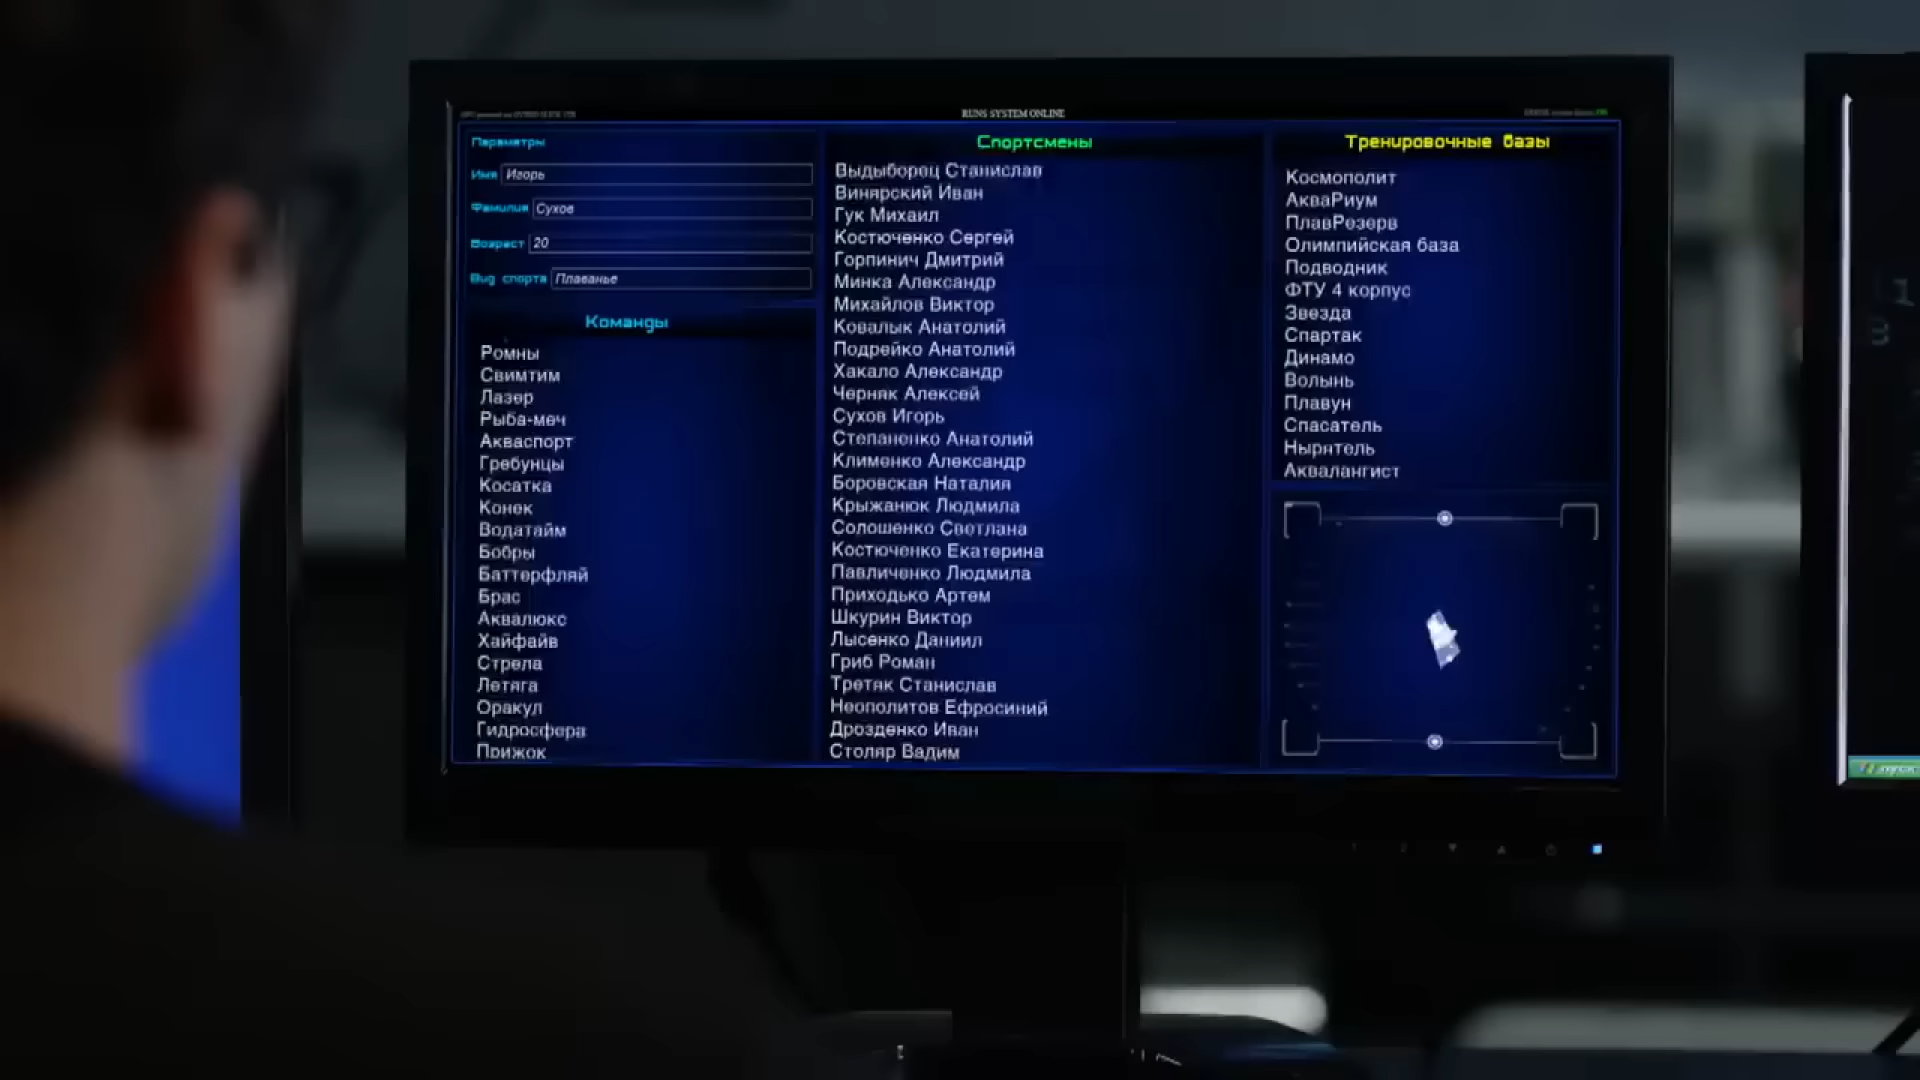 RUNS SYSTEM ONLINE
Параметры
Имя Игорь
Фамилия Сухов
Возраст 20
Вид спорта Плаванье
Команды
Ромны
Свимтим
Лазер
Рыба-меч
Акваспорт
Гребунцы
Косатка
Конек
Водатайм
Бобры
Баттерфляй
Брас
Аквалюкс
Хайфайв
Стрела
Летяга
Оракул
Гидросфера
Прижок
Спортсмены
Выдыборец Станислав
Винярский Иван
Гук Михаил
Костюченко Сергей
Горпинич Дмитрий
Минка Александр
Михайлов Виктор
Ковалык Анатолий
Подрейко Анатолий
Хакало Александр
Черняк Алексей
Сухов Игорь
Степаненко Анатолий
Клименко Александр
Боровская Наталия
Крыжанюк Людмила
Солошенко Светлана
Костюченко Екатерина
Павличенко Людмила
Приходько Артем
Шкурин Виктор
Лысенко Даниил
Гриб Роман
Третяк Станислав
Неополитов Ефросиний
Дрозденко Иван
Столяр Вадим
Тренировочные базы
Космополит
АкваРиум
ПлавРезерв
Олимпийская база
Подводник
ФТУ 4 корпус
Звезда
Спартак
Динамо
Волынь
Плавун
Спасатель
Нырятель
Аквалангист